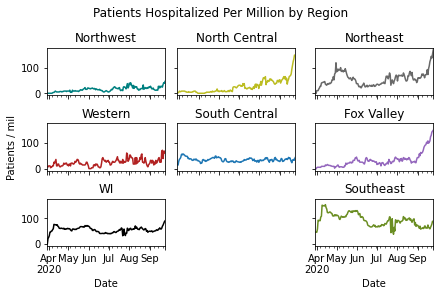 Patients Hospitalized Per Million by Region
Northwest North Central Northeast
100
0
Western South Central Fox Valley
100
0
Patients / mil
WI Southeast
100
0
Apr May Jun Jul Aug Sep Apr May Jun Jul Aug Sep
2020 2020
Date Date